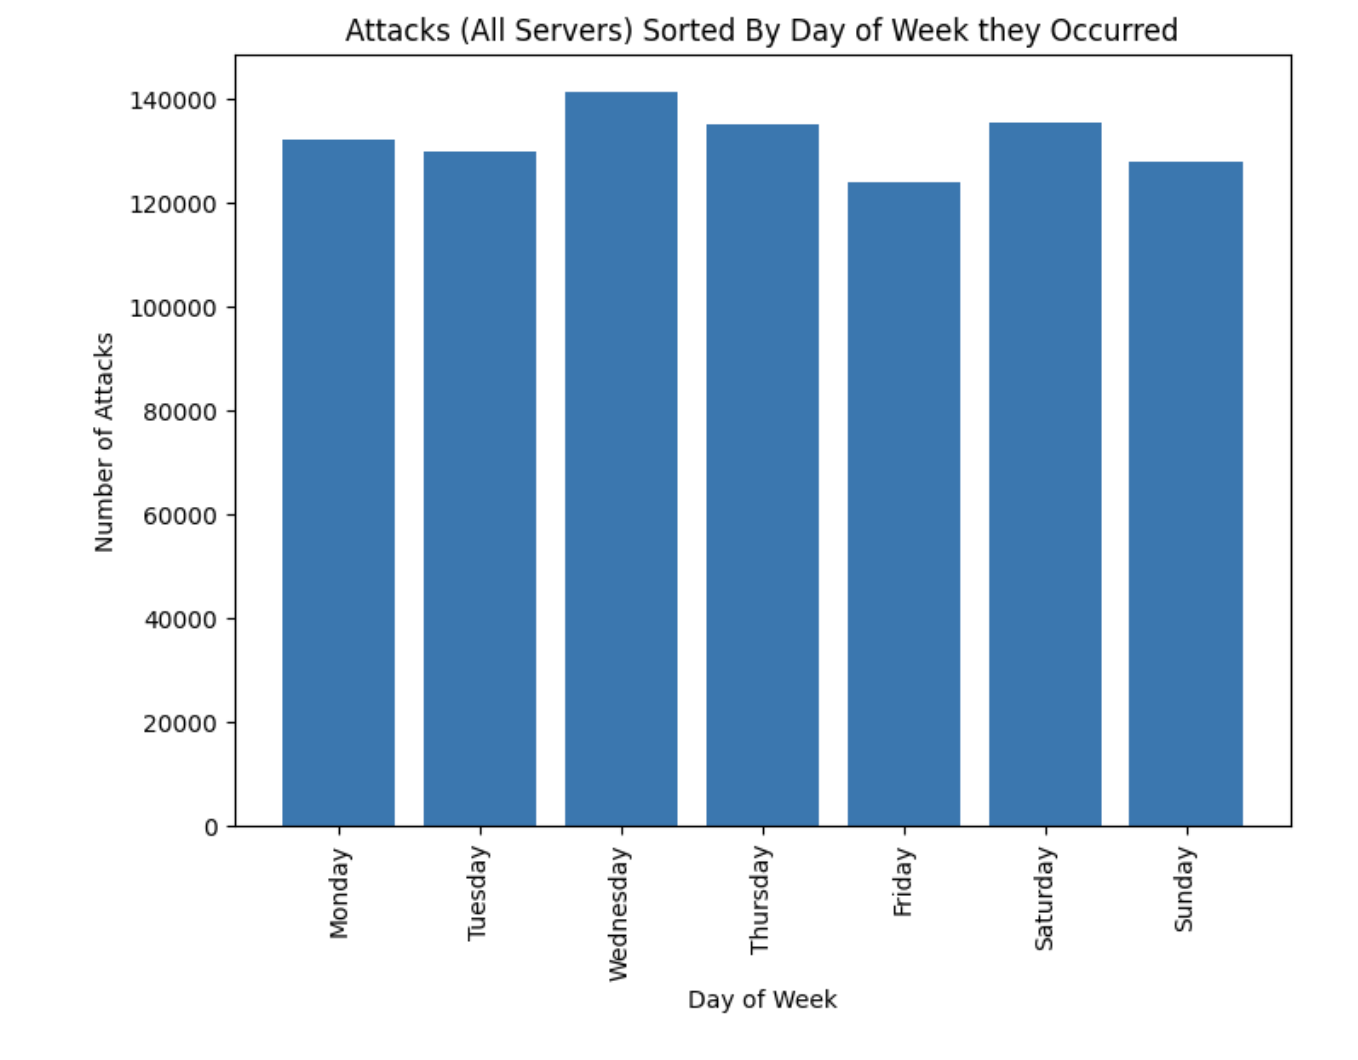 Attacks (All Servers) Sorted By Day of Week they Occurred
140000
120000
100000
80000
60000
40000
20000
0
Number of Attacks
Monday
Tuesday
Wednesday
Thursday
Friday
Saturday
Sunday
Day of Week